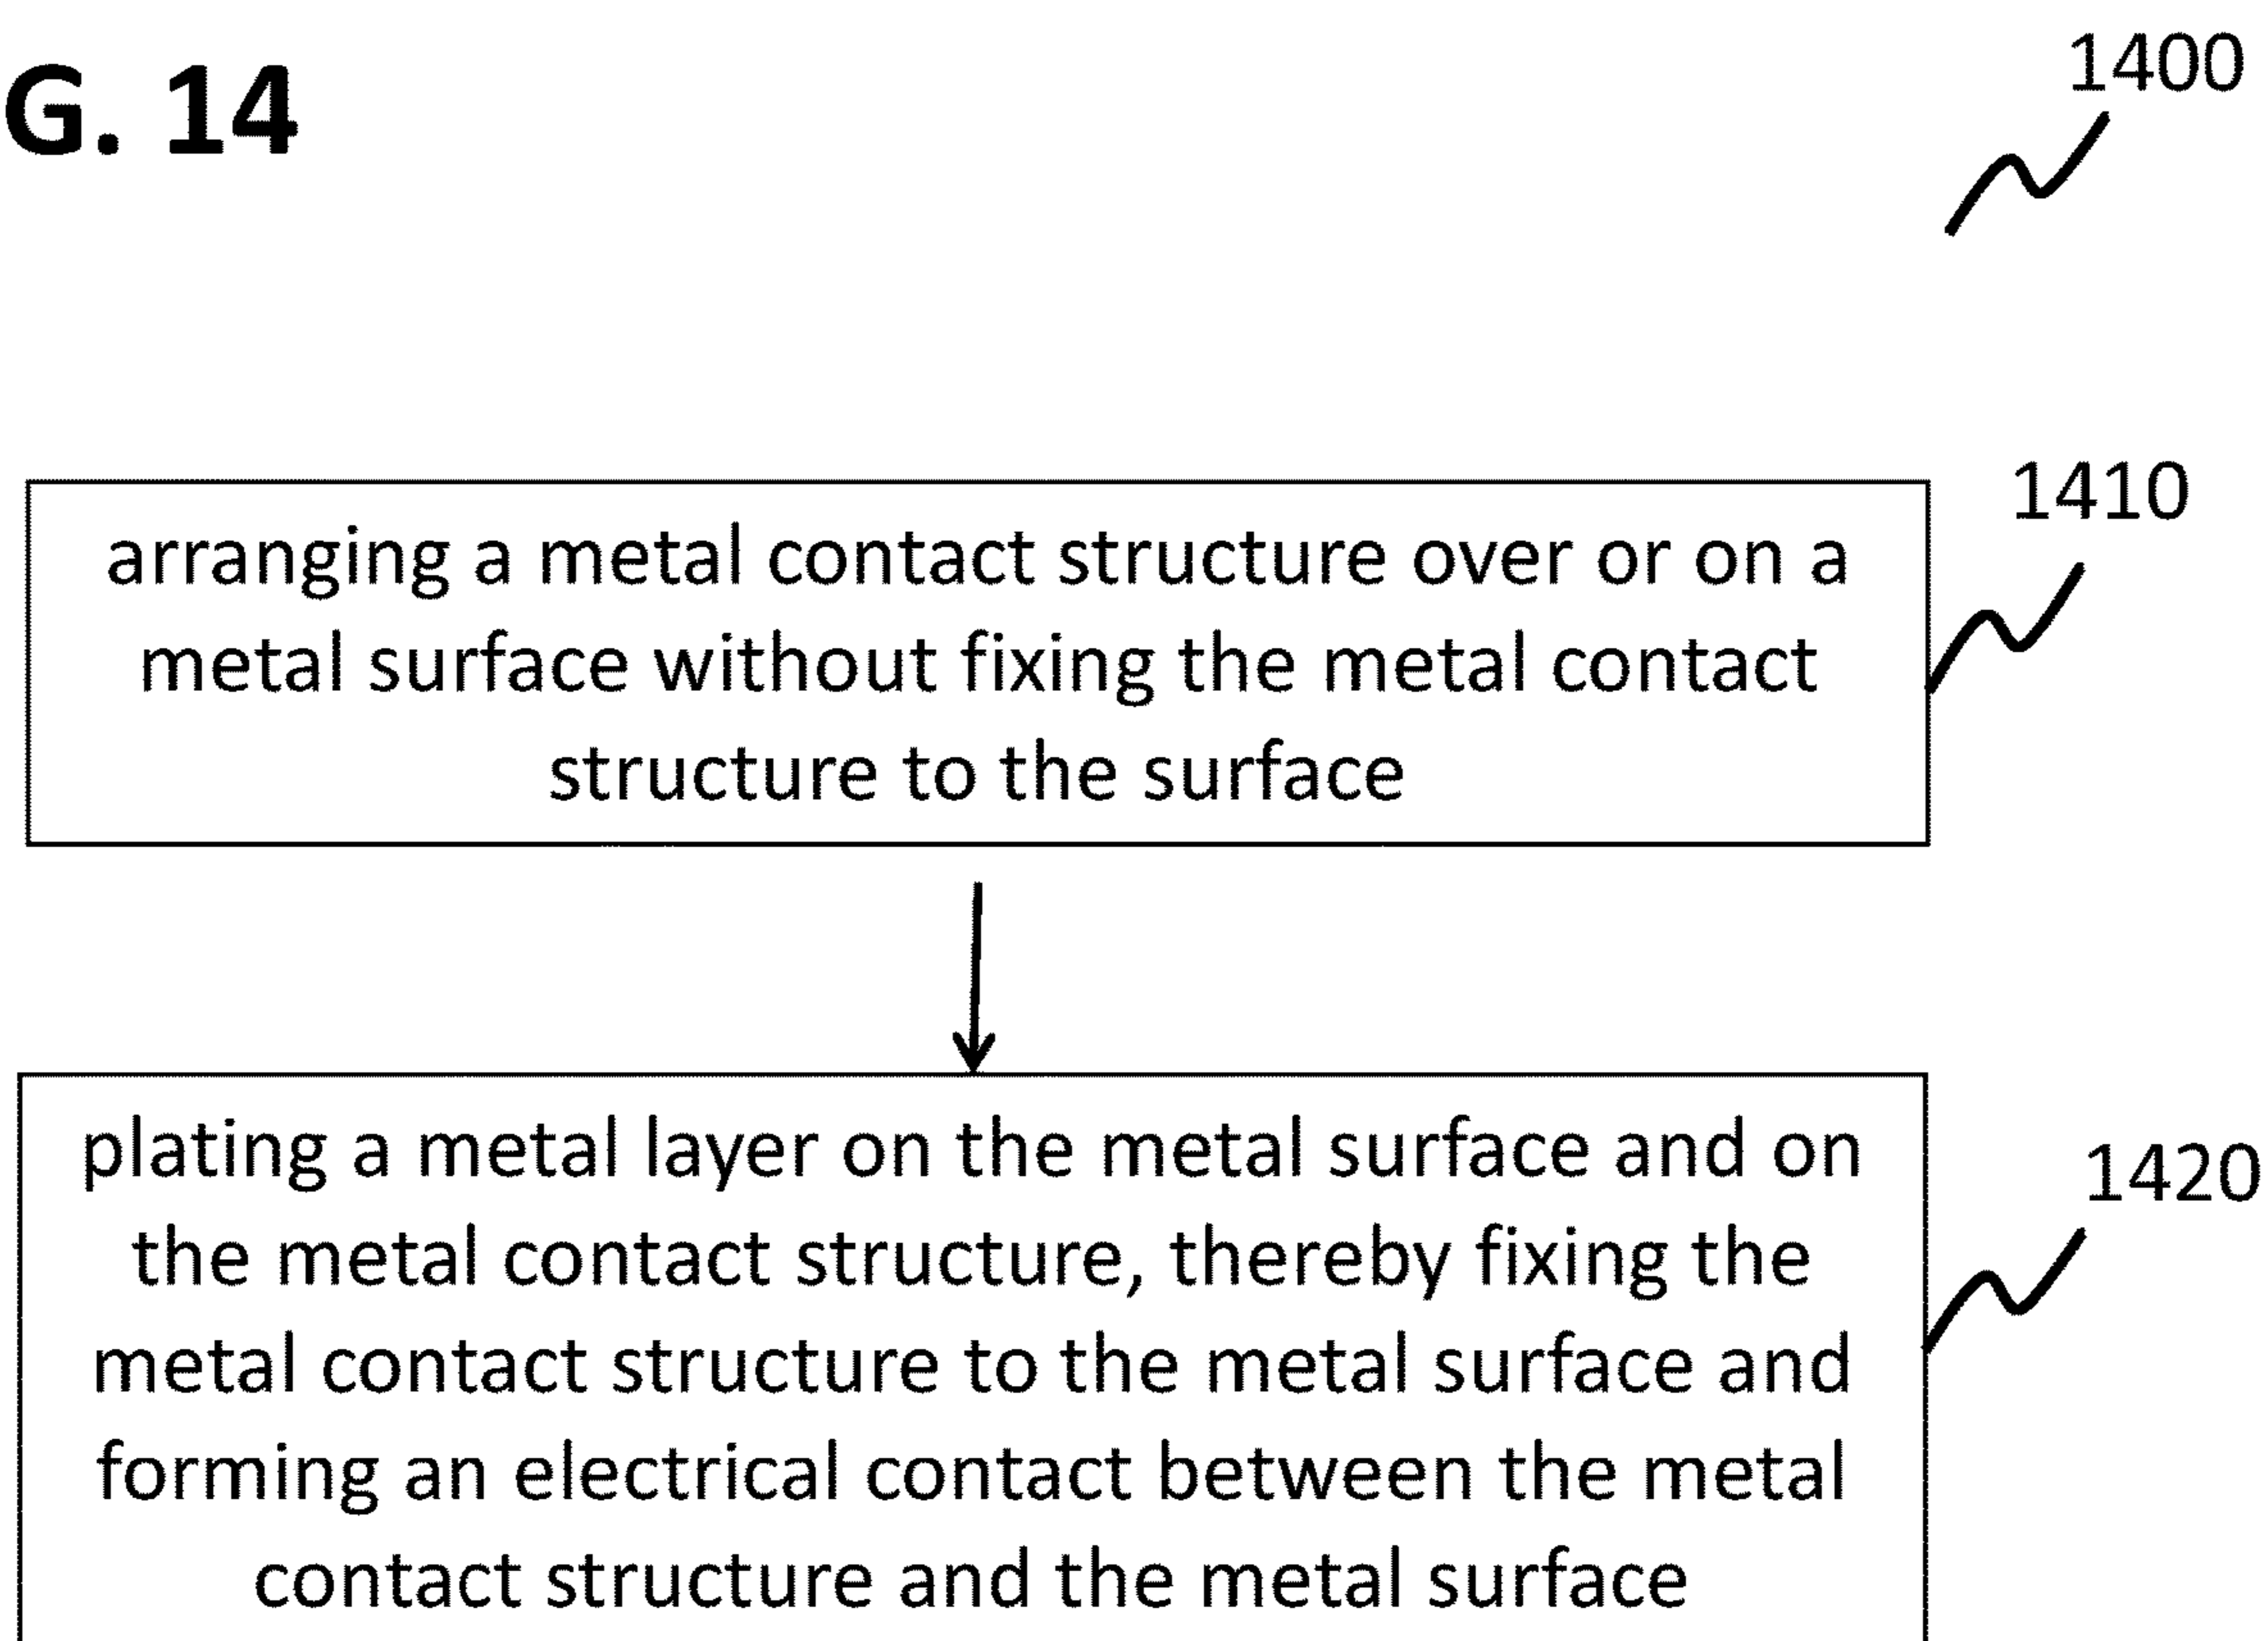 G. 14
1400
1410
arranging a metal contact structure over or on a
metal surface without fixing the metal contact
structure to the surface
1420
plating a metal layer on the metal surface and on
the metal contact structure, thereby fixing the
metal contact structure to the metal surface and
forming an electrical contact between the metal
contact structure and the metal surface